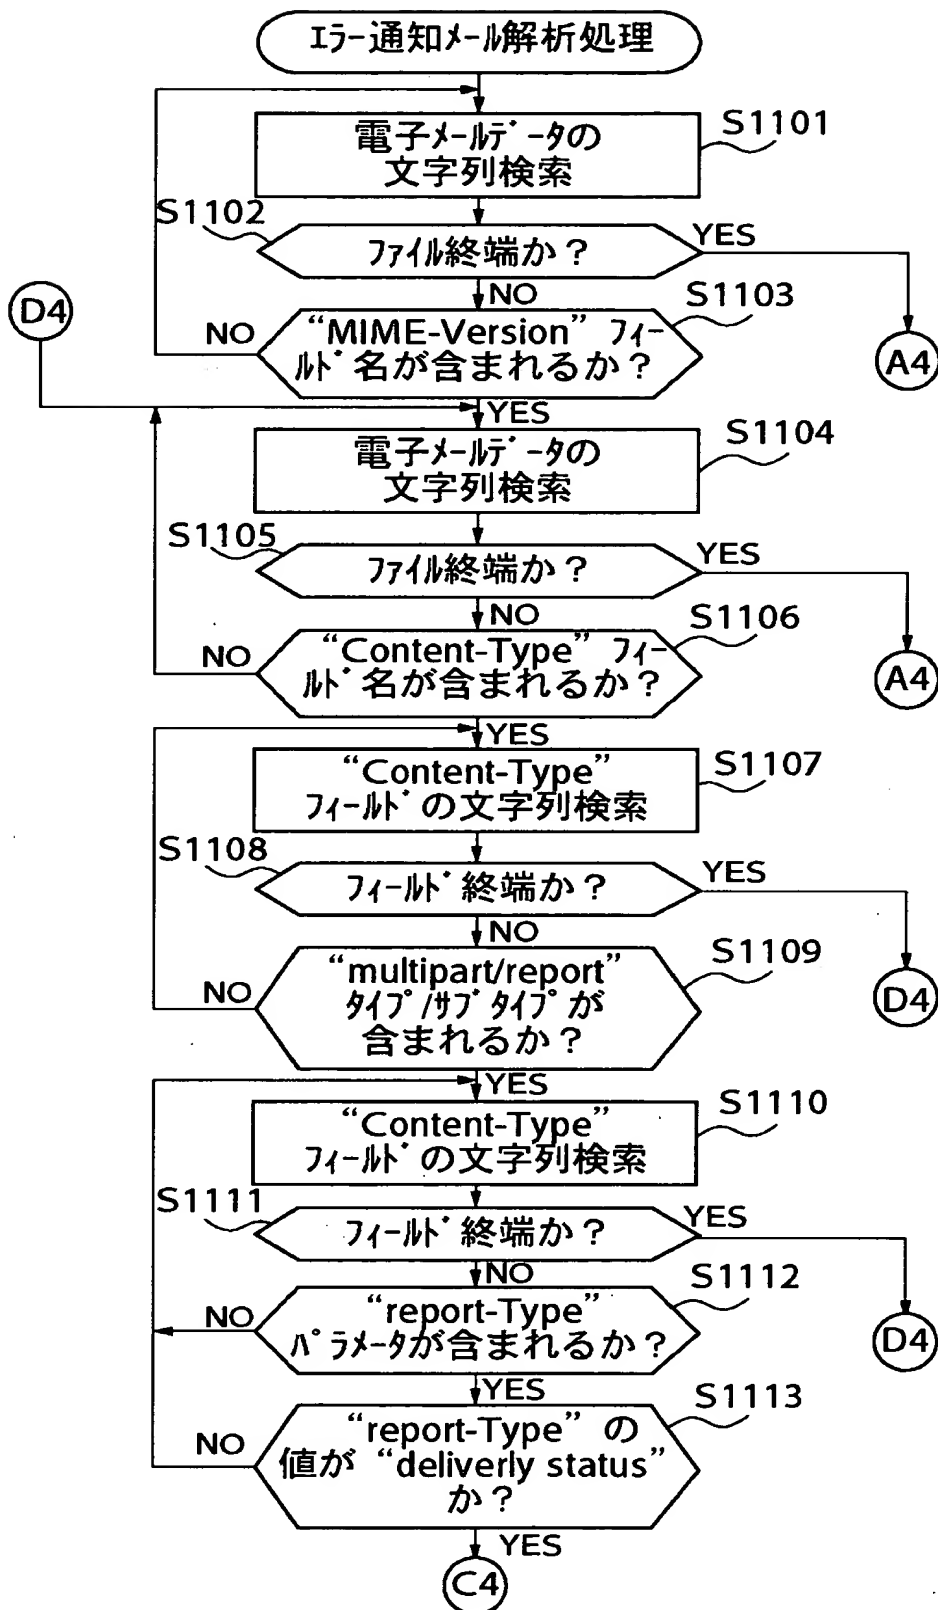 エラー通知メール解析処理
電子メールデータの
文字列検索
S1101
S1102
ファイル終端か？
YES
NO
A4
D4
“MIME-Version” フィー
ルド名が含まれるか？
S1103
NO
YES
電子メールデータの
文字列検索
S1104
S1105
ファイル終端か？
YES
NO
A4
“Content-Type” フィー
ルド名が含まれるか？
S1106
NO
YES
“Content-Type”
フィールドの文字列検索
S1107
S1108
フィールド終端か？
YES
NO
D4
“multipart/report”
タイプ/サブタイプが
含まれるか？
S1109
NO
YES
“Content-Type”
フィールドの文字列検索
S1110
S1111
フィールド終端か？
YES
NO
D4
“report-Type”
パラメータが含まれるか？
S1112
NO
YES
“report-Type” の
値が “deliverly status”
か？
S1113
NO
YES
C4